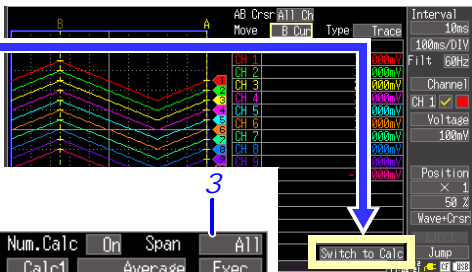 B A AB Crsr All Ch Interval
Move B Cur Type Trace 10ms
100ms/DIV
Filt 60Hz
CH 1 000mV
CH 2 000mV
CH 3 000mV
CH 4 000mV
CH 5 000mV
CH 6 000mV
CH 7 000mV
CH 8 000mV
CH 9 000mV
Channel
CH 1
Voltage
100mV
Position
× 1
50 %
Wave+Crsr
EJECT
3
Num.Calc On Span All
Switch to Calc Jump
Calc1 Average Exec
CF USB